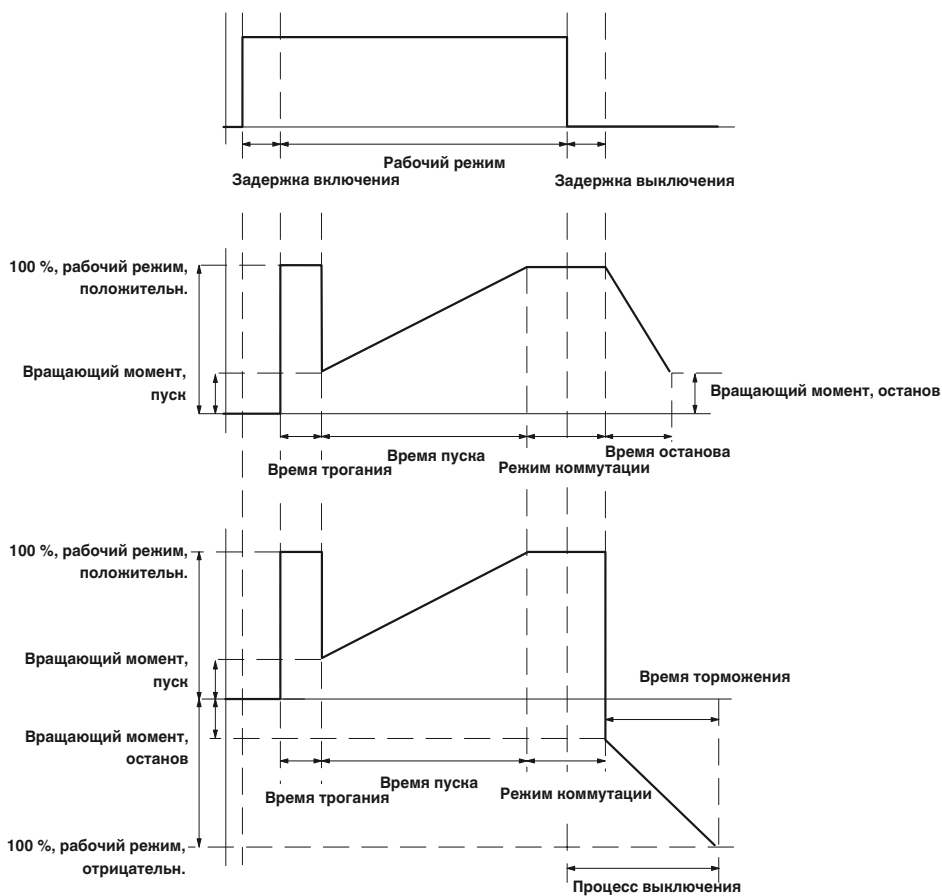 Рабочий режим
Задержка включения
Задержка выключения
100 %, рабочий режим,
положительн.
Вращающий момент,
пуск
Вращающий момент, останов
Время трогания
Время пуска
Режим коммутации
Время останова
100 %, рабочий режим,
положительн.
Вращающий момент,
пуск
Время торможения
Вращающий момент,
останов
Время трогания
Время пуска
Режим коммутации
100 %, рабочий режим,
отрицательн.
Процесс выключения